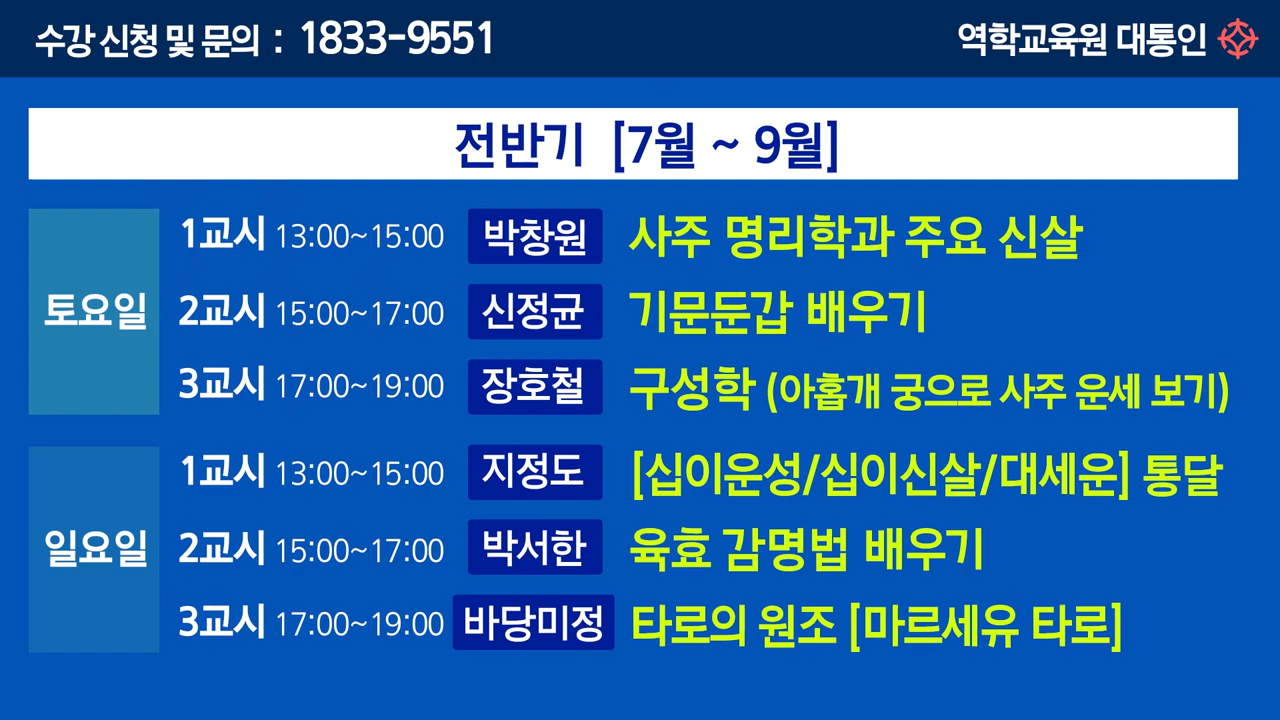 수강 신청 및 문의 : 1833-9551
역학교육원 대통인
전반기 [7월 ~ 9월]
토요일
1교시 13:00~15:00 박창원 사주 명리학과 주요 신살
2교시 15:00~17:00 신정균 기문둔갑 배우기
3교시 17:00~19:00 장호철 구성학 (아홉개 궁으로 사주 운세 보기)
일요일
1교시 13:00~15:00 지정도 [십이운성/십이신살/대세운] 통달
2교시 15:00~17:00 박서한 육효 감명법 배우기
3교시 17:00~19:00 바당미정 타로의 원조 [마르세유 타로]